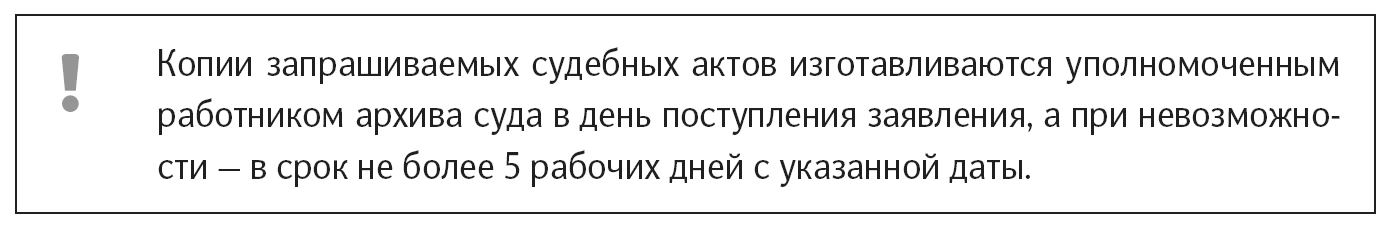 Копии запрашиваемых судебных актов изготавливаются уполномоченным
работником архива суда в день поступления заявления, а при невозможно-
сти — в срок не более 5 рабочих дней с указанной даты.